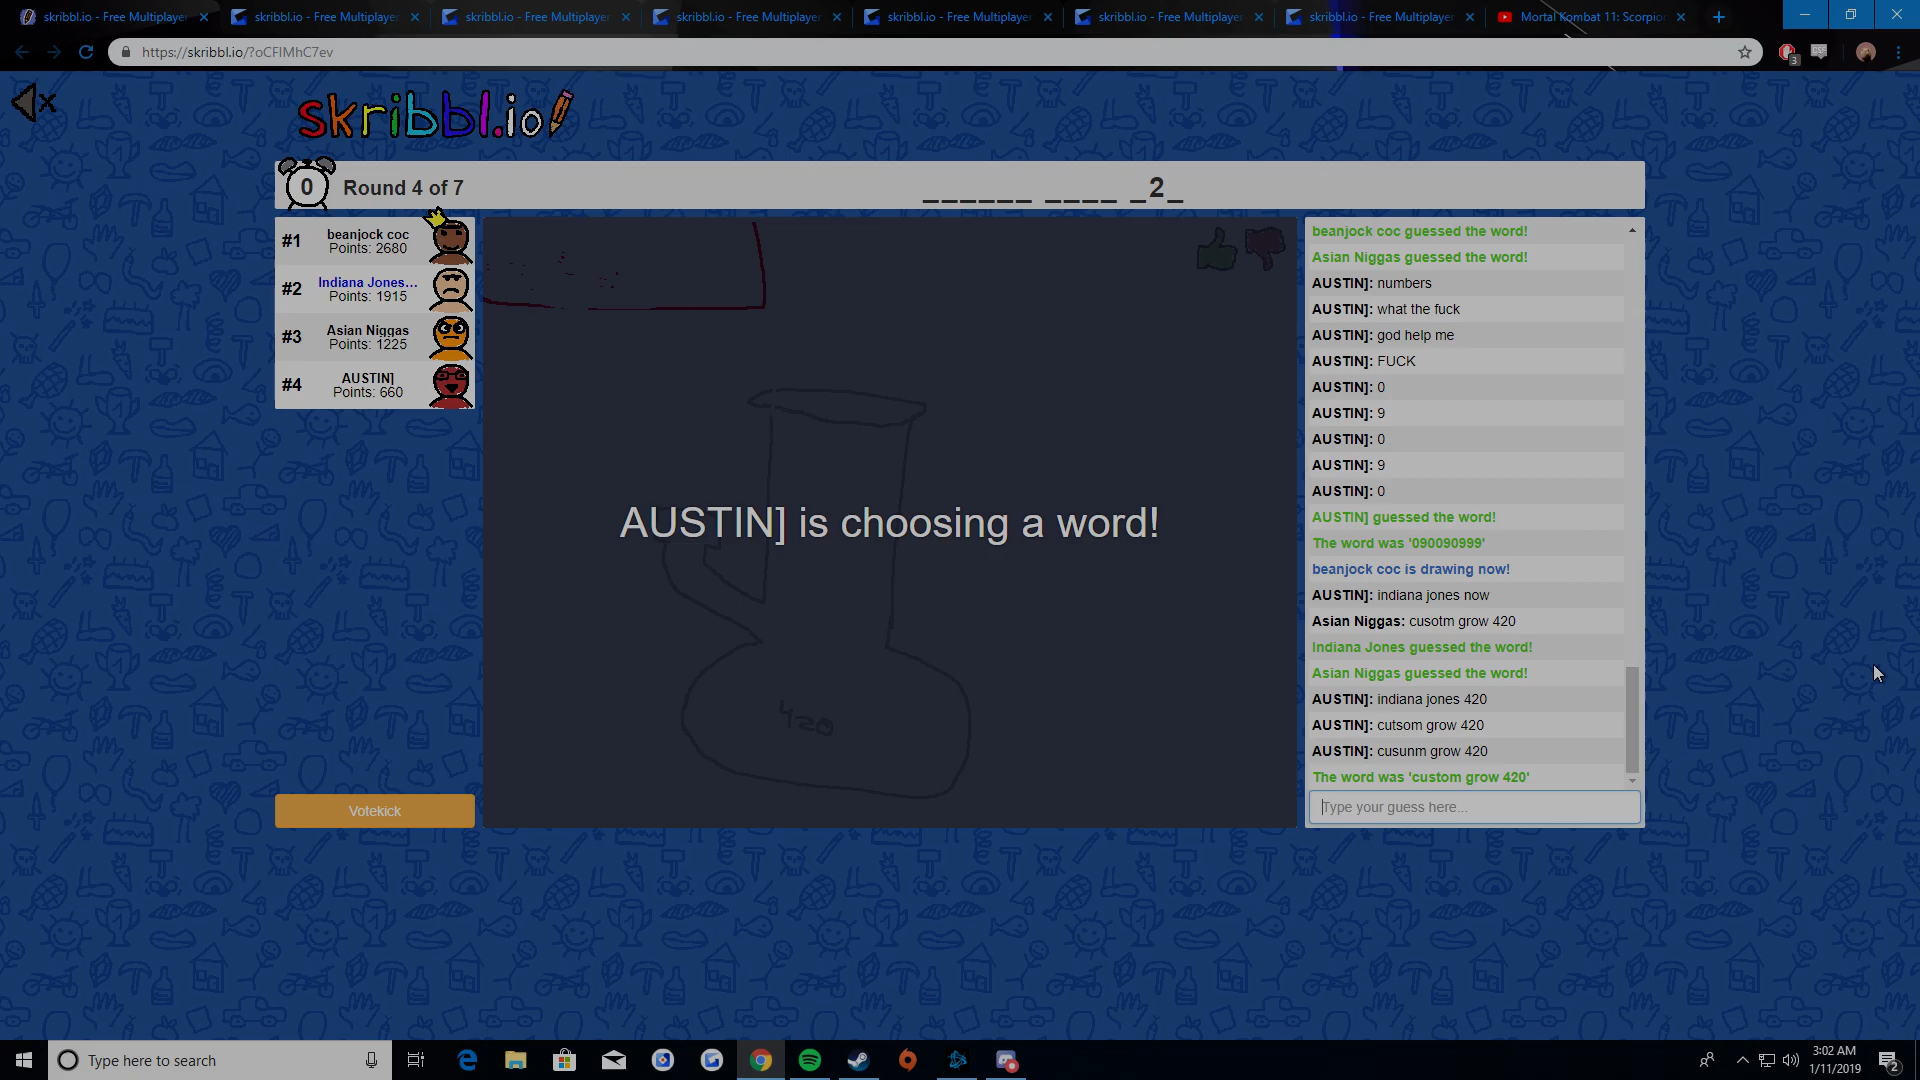 skribbl.io - Free Multiplayer
skribbl.io - Free Multiplayer
skribbl.io - Free Multiplayer
skribbl.io - Free Multiplayer
skribbl.io - Free Multiplayer
skribbl.io - Free Multiplayer
skribbl.io - Free Multiplayer
Mortal Kombat 11: Scorpion
https://skribbl.io/?oCFIMhC7ev
3
skribbl.io
0
Round 4 of 7
______ ____ _2_
#1
beanjock coc
Points: 2680
#2
Indiana Jones...
Points: 1915
#3
Asian Niggas
Points: 1225
#4
AUSTIN]
Points: 660
Votekick
AUSTIN] is choosing a word!
420
beanjock coc guessed the word!
Asian Niggas guessed the word!
AUSTIN]: numbers
AUSTIN]: what the fuck
AUSTIN]: god help me
AUSTIN]: FUCK
AUSTIN]: 0
AUSTIN]: 9
AUSTIN]: 0
AUSTIN]: 9
AUSTIN]: 0
AUSTIN] guessed the word!
The word was '090090999'
beanjock coc is drawing now!
AUSTIN]: indiana jones now
Asian Niggas: cusotm grow 420
Indiana Jones guessed the word!
Asian Niggas guessed the word!
AUSTIN]: indiana jones 420
AUSTIN]: cutsom grow 420
AUSTIN]: cusunm grow 420
The word was 'custom grow 420'
Type your guess here...
Type here to search
3:02 AM
1/11/2019
2